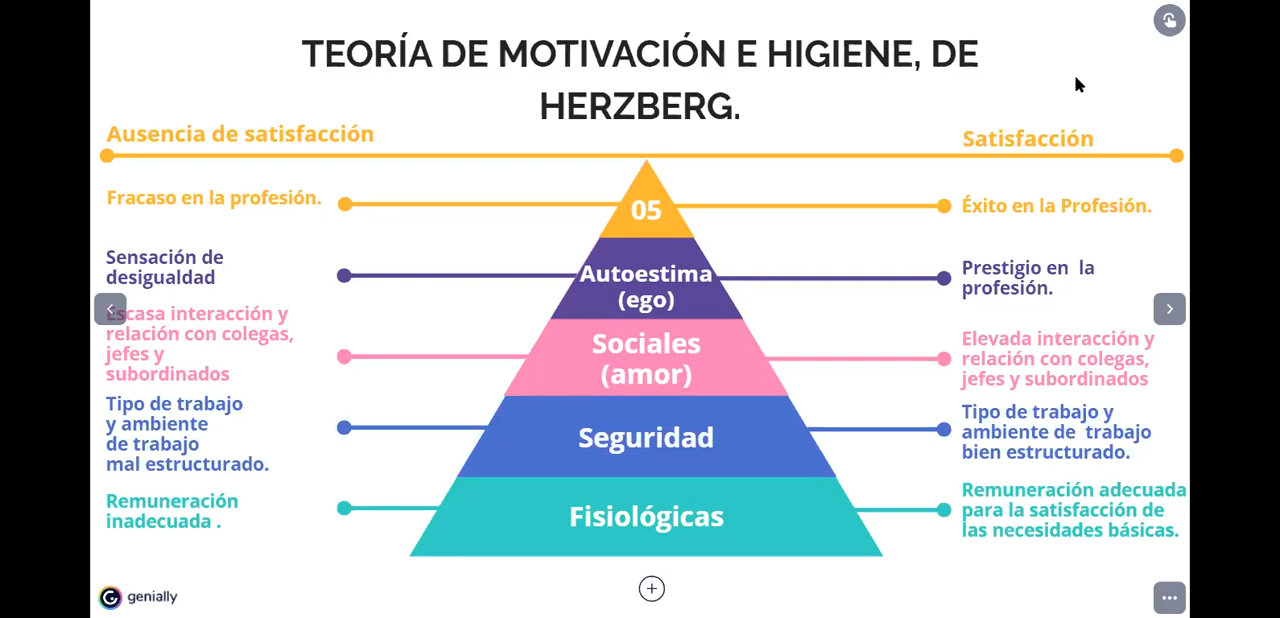 TEORÍA DE MOTIVACIÓN E HIGIENE, DE
HERZBERG.
Ausencia de satisfacción
Satisfacción
Fracaso en la profesión.
05
Éxito en la Profesión.
Sensación de
desigualdad
Autoestima
(ego)
Prestigio en la
profesión.
Escasa interacción y
relación con colegas,
jefes y
subordinados
Sociales
(amor)
Elevada interacción y
relación con colegas,
jefes y subordinados
Tipo de trabajo
y ambiente
de trabajo
mal estructurado.
Seguridad
Tipo de trabajo y
ambiente de trabajo
bien estructurado.
Remuneración
inadecuada .
Fisiológicas
Remuneración adecuada
para la satisfacción de
las necesidades básicas.
genially